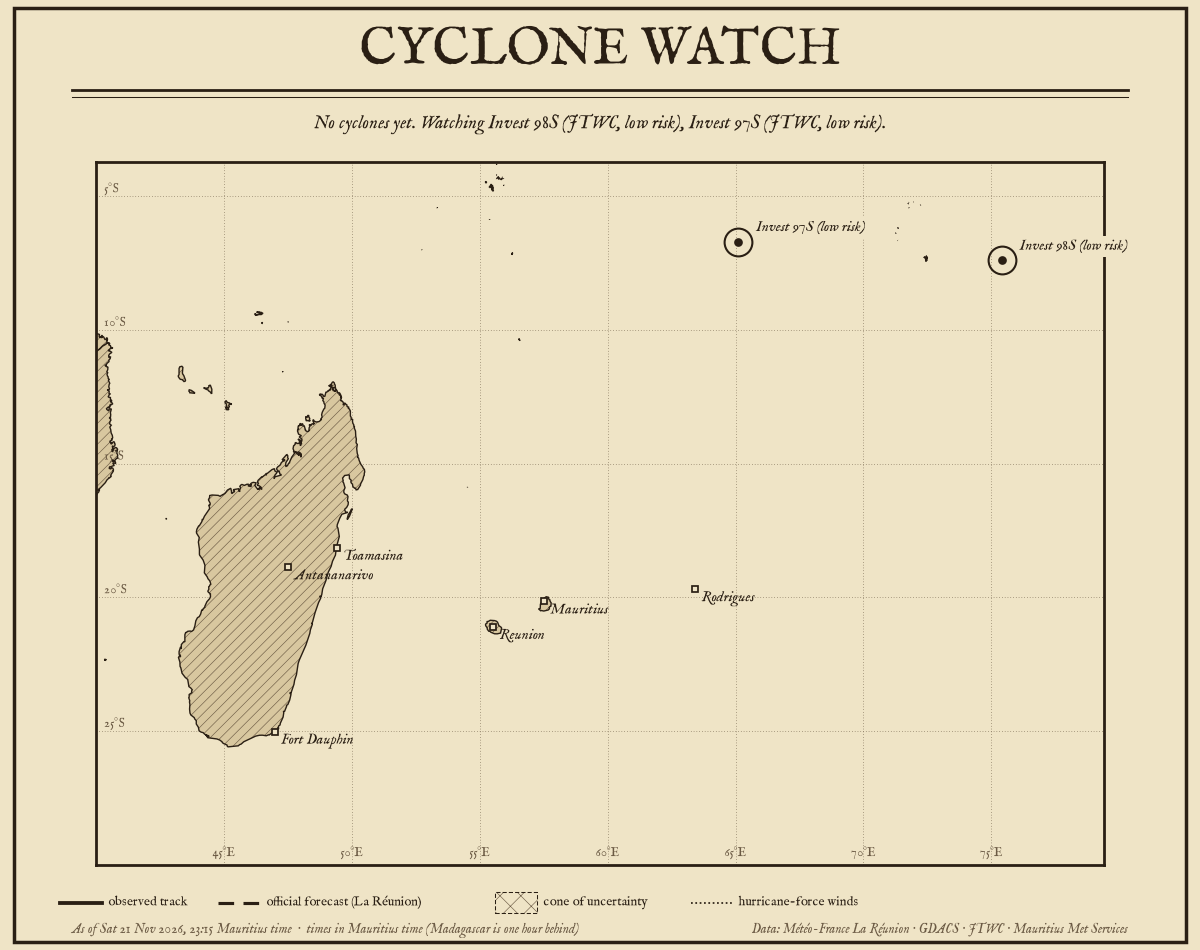 CYCLONE WATCH
No cyclones yet. Watching Invest 98S (JTWC, low risk), Invest 97S (JTWC, low risk).
5°S
Invest 97S (low risk)
Invest 98S (low risk)
10°S
15°S
Toamasina
Antananarivo
20°S
Rodrigues
Mauritius
Reunion
25°S
Fort Dauphin
45°E 50°E 55°E 60°E 65°E 70°E 75°E
observed track official forecast (La Réunion) cone of uncertainty hurricane-force winds
As of Sat 21 Nov 2026, 23:15 Mauritius time · times in Mauritius time (Madagascar is one hour behind) Data: Météo-France La Réunion · GDACS · JTWC · Mauritius Met Services